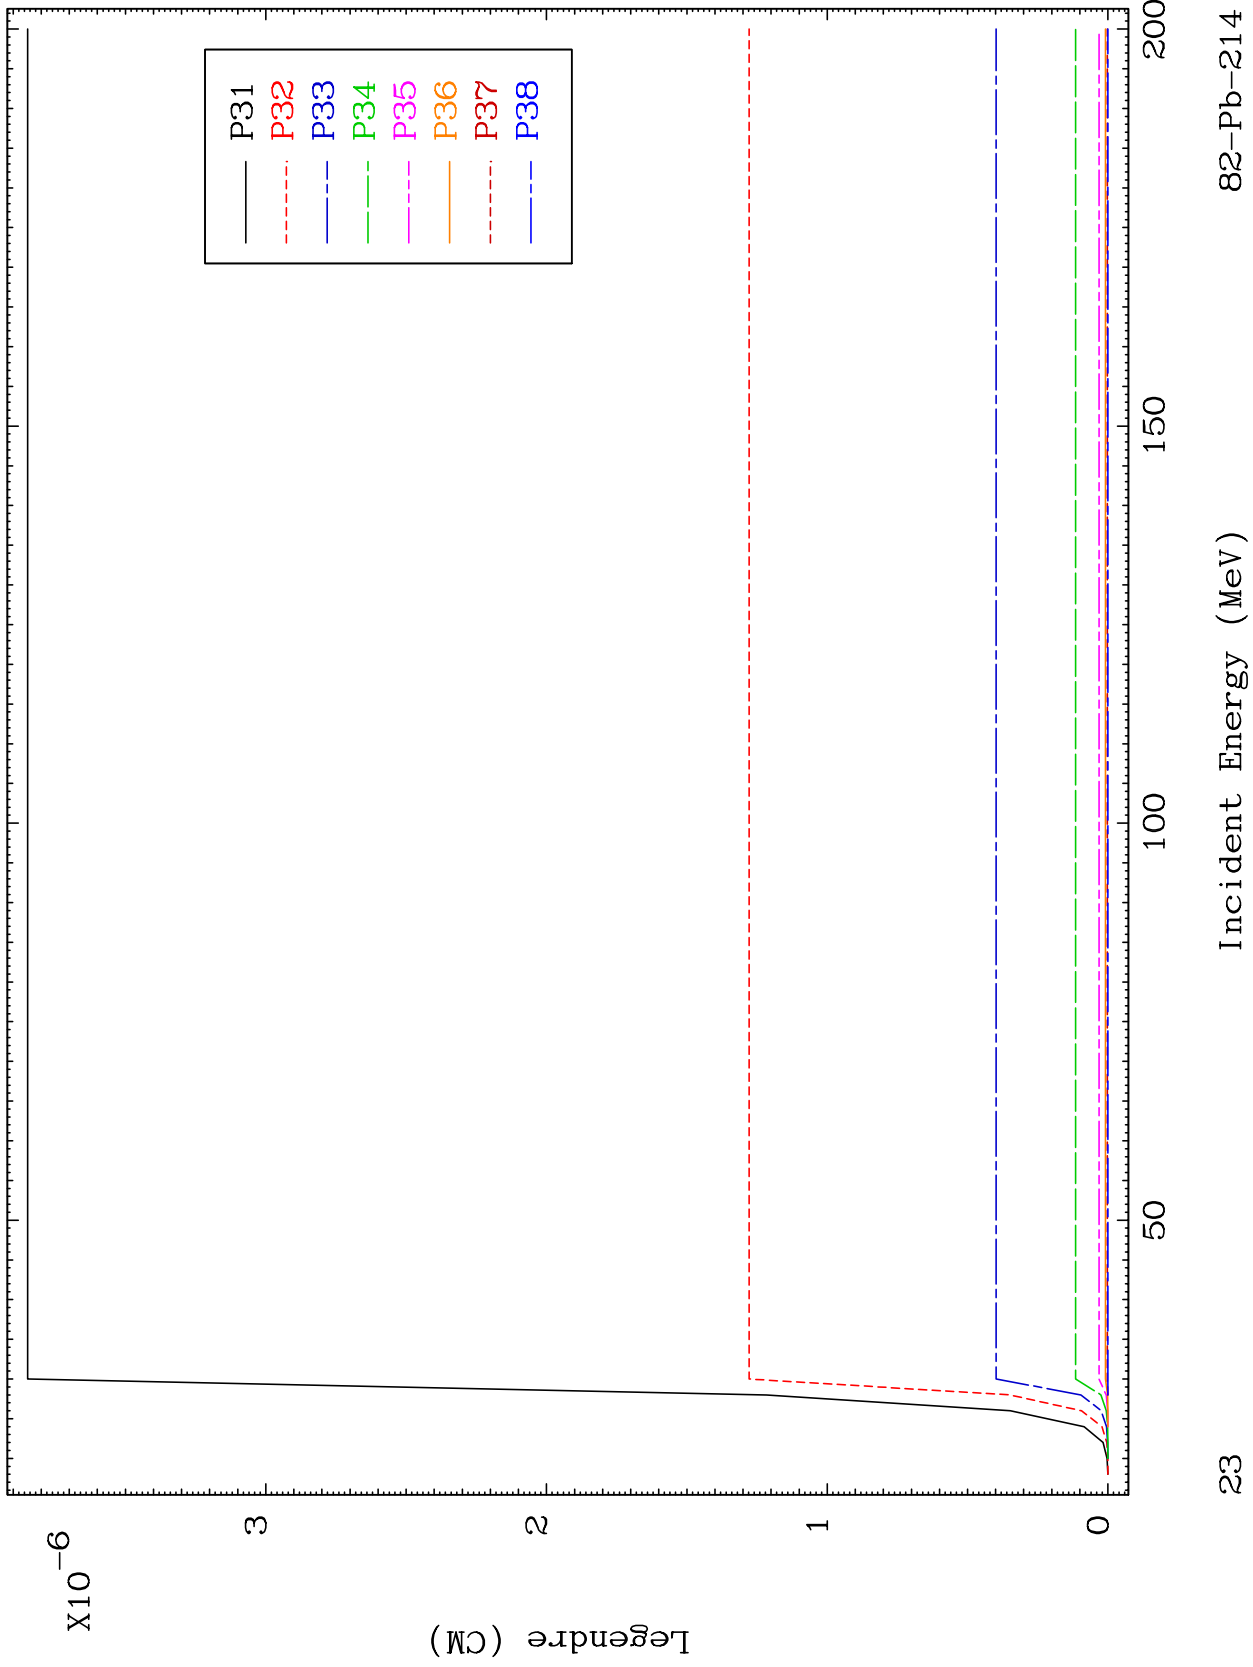 X10^-6
Legendre (CM)
3
2
1
0
P31
P32
P33
P34
P35
P36
P37
P38
50
100
150
200
23
Incident Energy (MeV)
82-Pb-214